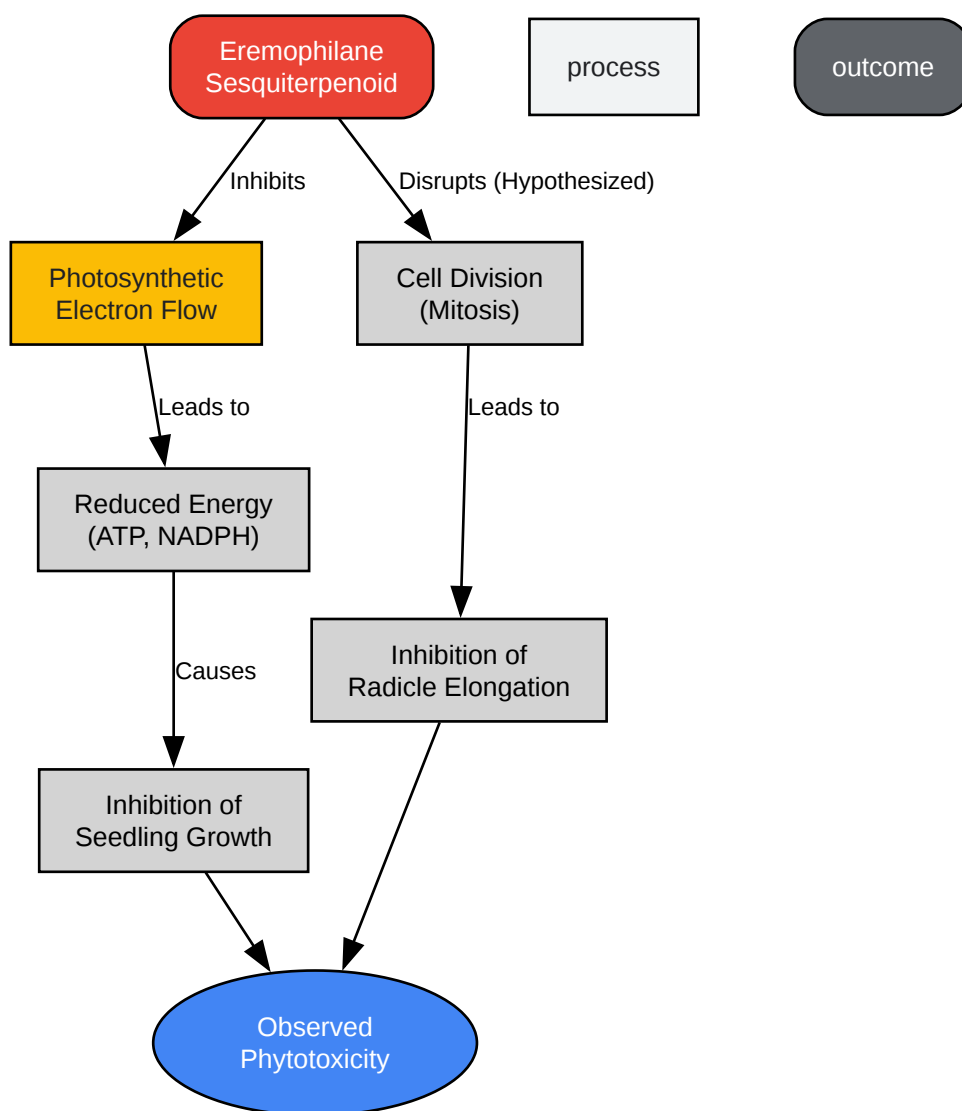 Eremophilane
Sesquiterpenoid
process
outcome
Inhibits
Disrupts (Hypothesized)
Photosynthetic
Electron Flow
Cell Division
(Mitosis)
Leads to
Leads to
Reduced Energy
(ATP, NADPH)
Inhibition of
Radicle Elongation
Causes
Inhibition of
Seedling Growth
Observed
Phytotoxicity